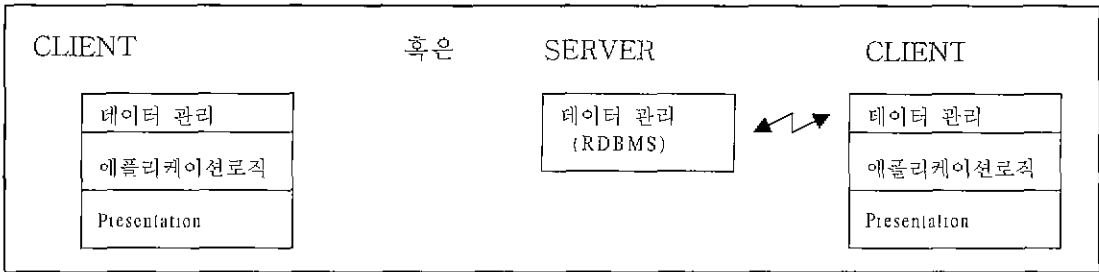 CLIENT 혹은 SERVER CLIENT
데이터 관리
애플리케이션로직
Presentation
데이터 관리
(RDBMS)
데이터 관리
애플리케이션로직
Presentation